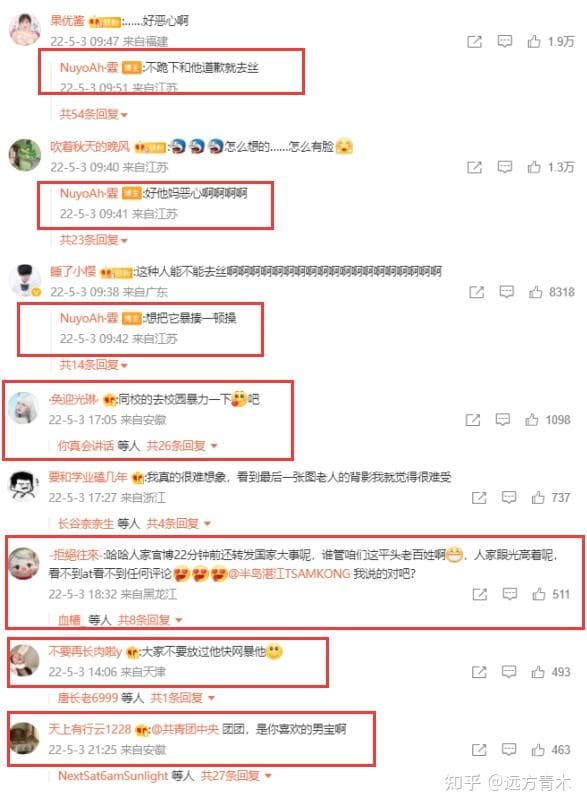 果优酱 铁粉:......好恶心啊
22-5-3 09:47 来自福建
1.9万
NuyoAh·霖 博主:不跪下和他道歉就去丝
22-5-3 09:51 来自江苏
共54条回复
吹着秋天的晚风 铁粉:怎么想的......怎么有脸
22-5-3 09:40 来自江苏
1.3万
NuyoAh·霖 博主:好他妈恶心啊啊啊啊
22-5-3 09:41 来自江苏
共23条回复
睡了小樱 铁粉:这种人能不能去丝啊啊啊啊啊啊啊啊啊啊啊啊啊啊啊啊啊啊啊
22-5-3 09:38 来自广东
8318
NuyoAh·霖 博主:想把它暴揍一顿操
22-5-3 09:42 来自江苏
共14条回复
·免迎光琳·:同校的去校园暴力一下吧
22-5-3 17:05 来自安徽
1098
你真会讲话 等人 共26条回复
要和学业磕几年:我真的很难想象，看到最后一张图老人的背影我就觉得很难受
22-5-3 17:27 来自浙江
737
长谷奈奈生 等人 共4条回复
-拒絕往來-:哈哈人家官博22分钟前还转发国家大事呢，谁管咱们这平头老百姓啊，人家眼光高着呢，
看不到at看不到任何评论@半岛湛江TSAMKONG 我说的对吧?
22-5-3 18:32 来自黑龙江
511
血槽_ 等人 共8条回复
不要再长肉啦y:大家不要放过他快网暴他
22-5-3 14:06 来自天津
493
唐长老6999 等人 共1条回复
天上有行云1228:@共青团中央 团团，是你喜欢的男宝啊
22-5-3 21:25 来自安徽
463
NextSat6amSunlight 等人 共27条回复
知乎 @远方青木